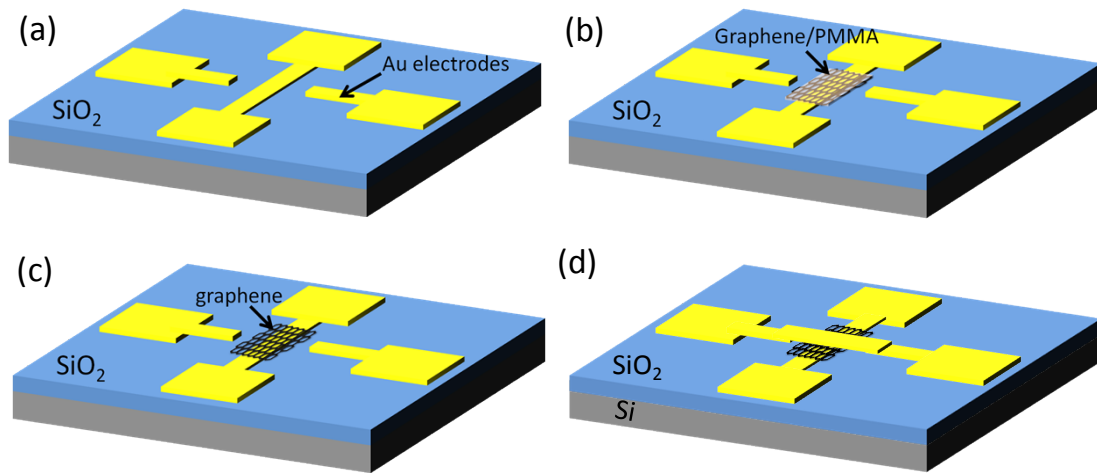 (a)
Au electrodes
SiO2
(b)
Graphene/PMMA
SiO2
(c)
graphene
SiO2
(d)
SiO2
Si